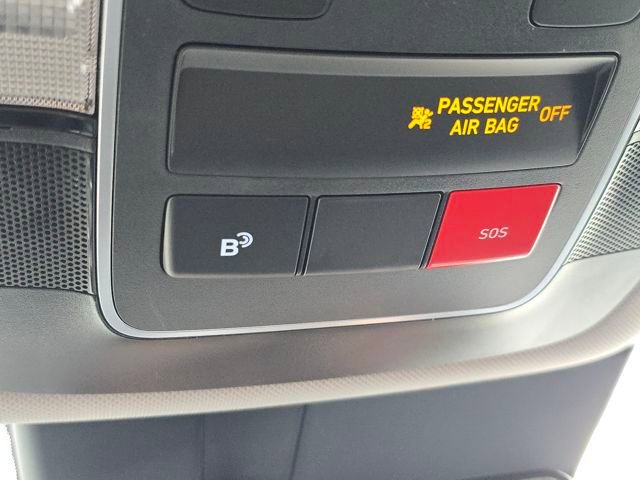 PASSENGER OFF
AIR BAG
B
SOS